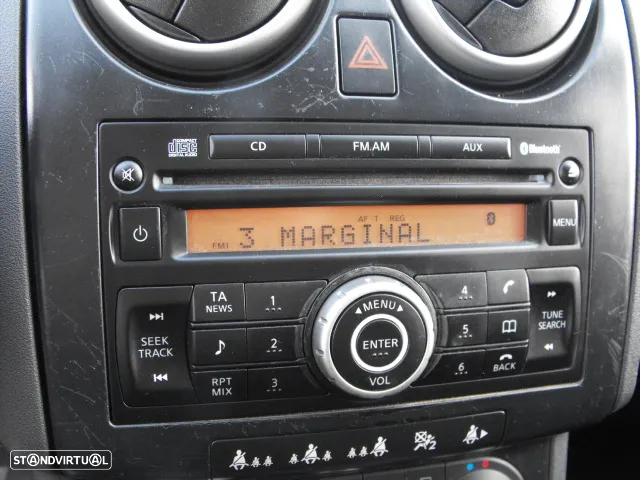 COMPACT
disc
DIGITAL AUDIO
CD FM.AM AUX Bluetooth
AF T REG
FM1 3 MARGINAL
MENU
SEEK
TRACK
TA
NEWS
RPT
MIX
1
2
3
MENU
ENTER
VOL
4
5
6
BACK
TUNE
SEARCH
2
STANDVIRTUAL